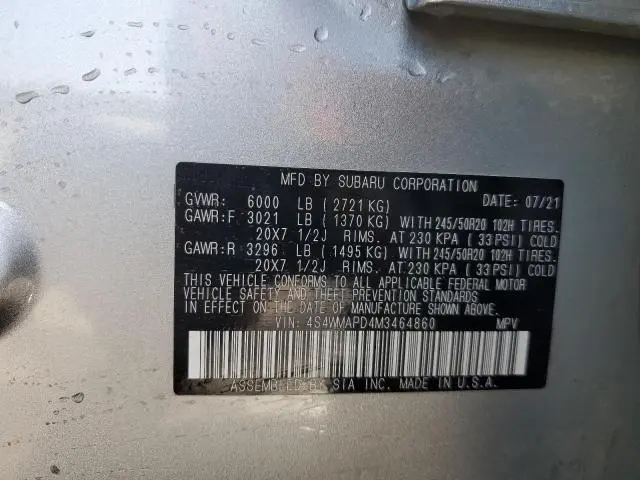 MFD BY SUBARU CORPORATION
GVWR: 6000 LB ( 2721 KG) DATE: 07/21
GAWR:F 3021 LB ( 1370 KG) WITH 245/50R20 102H TIRES.
20X7 1/2J RIMS. AT 230 KPA ( 33 PSI) COLD
GAWR:R 3296 LB ( 1495 KG) WITH 245/50R20 102H TIRES.
20X7 1/2J RIMS. AT 230 KPA ( 33 PSI) COLD
THIS VEHICLE CONFORMS TO ALL APPLICABLE FEDERAL MOTOR
VEHICLE SAFETY AND THEFT PREVENTION STANDARDS
IN EFFECT ON THE DATE OF MANUFACTURE SHOWN ABOVE.
VIN: 4S4WMAPD4M3464860 MPV
ASSEMBLED BY SIA INC. MADE IN U.S.A.